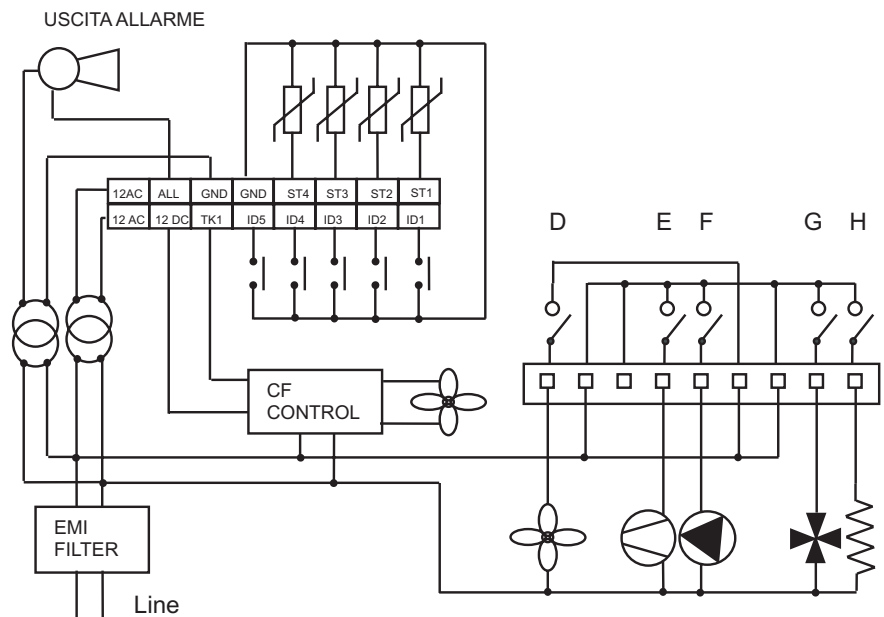 USCITA ALLARME
12AC ALL GND GND ST4 ST3 ST2 ST1
12 AC 12 DC TK1 ID5 ID4 ID3 ID2 ID1
D E F G H
CF
CONTROL
EMI
FILTER
Line